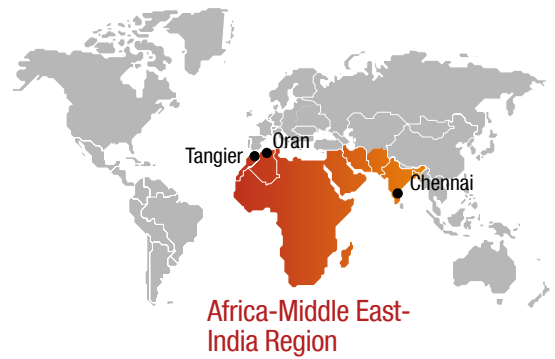 Oran
Tangier
Chennai
Africa-Middle East-
India Region